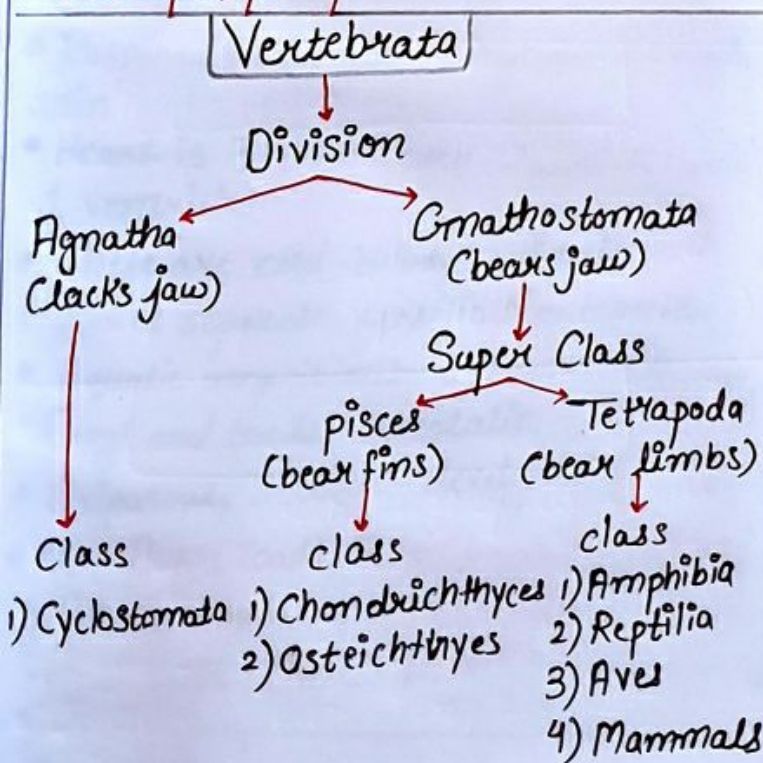 Vertebrata
Division
Agnatha
(lacks jaw)
Gnathostomata
(bears jaw)
Super Class
pisces
(bear fins)
Tetrapoda
(bear limbs)
Class
1) Cyclostomata
class
1) Chondrichthyces
2) Osteichthyes
class
1) Amphibia
2) Reptilia
3) Aves
4) Mammals